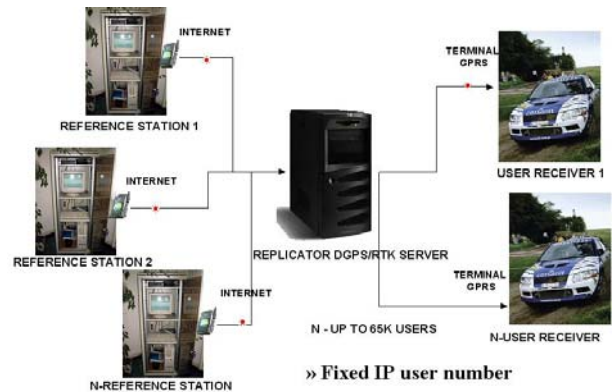 INTERNET
REFERENCE STATION 1
INTERNET
REFERENCE STATION 2
INTERNET
N-REFERENCE STATION
REPLICATOR DGPS/RTK SERVER
N - UP TO 65K USERS
TERMINAL
GPRS
USER RECEIVER 1
TERMINAL
GPRS
N-USER RECEIVER
» Fixed IP user number